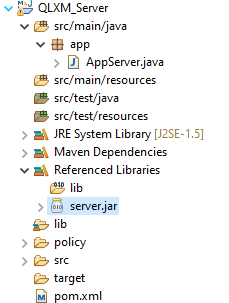 QLXM_Server
src/main/java
app
AppServer.java
src/main/resources
src/test/java
src/test/resources
JRE System Library [J2SE-1.5]
Maven Dependencies
Referenced Libraries
lib
server.jar
lib
policy
src
target
pom.xml